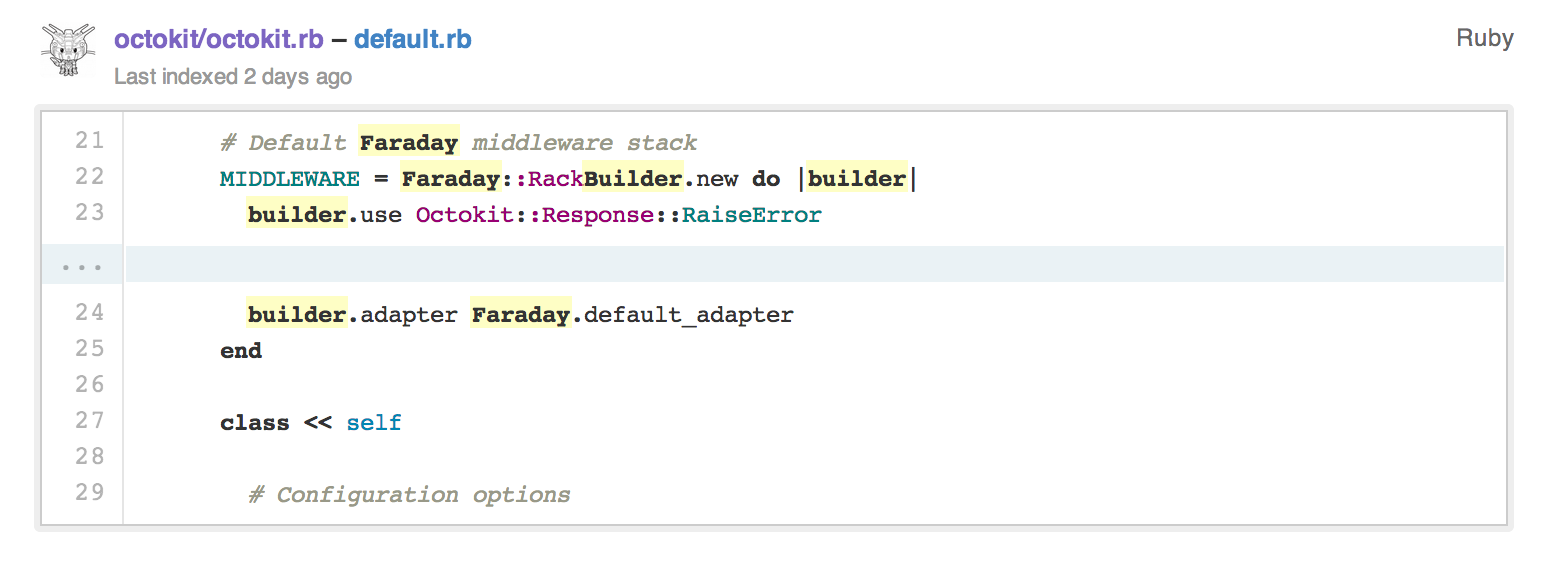 octokit/octokit.rb – default.rb
Ruby
Last indexed 2 days ago
21 # Default Faraday middleware stack
22 MIDDLEWARE = Faraday::RackBuilder.new do |builder|
23 builder.use Octokit::Response::RaiseError
...
24 builder.adapter Faraday.default_adapter
25 end
26
27 class << self
28
29 # Configuration options